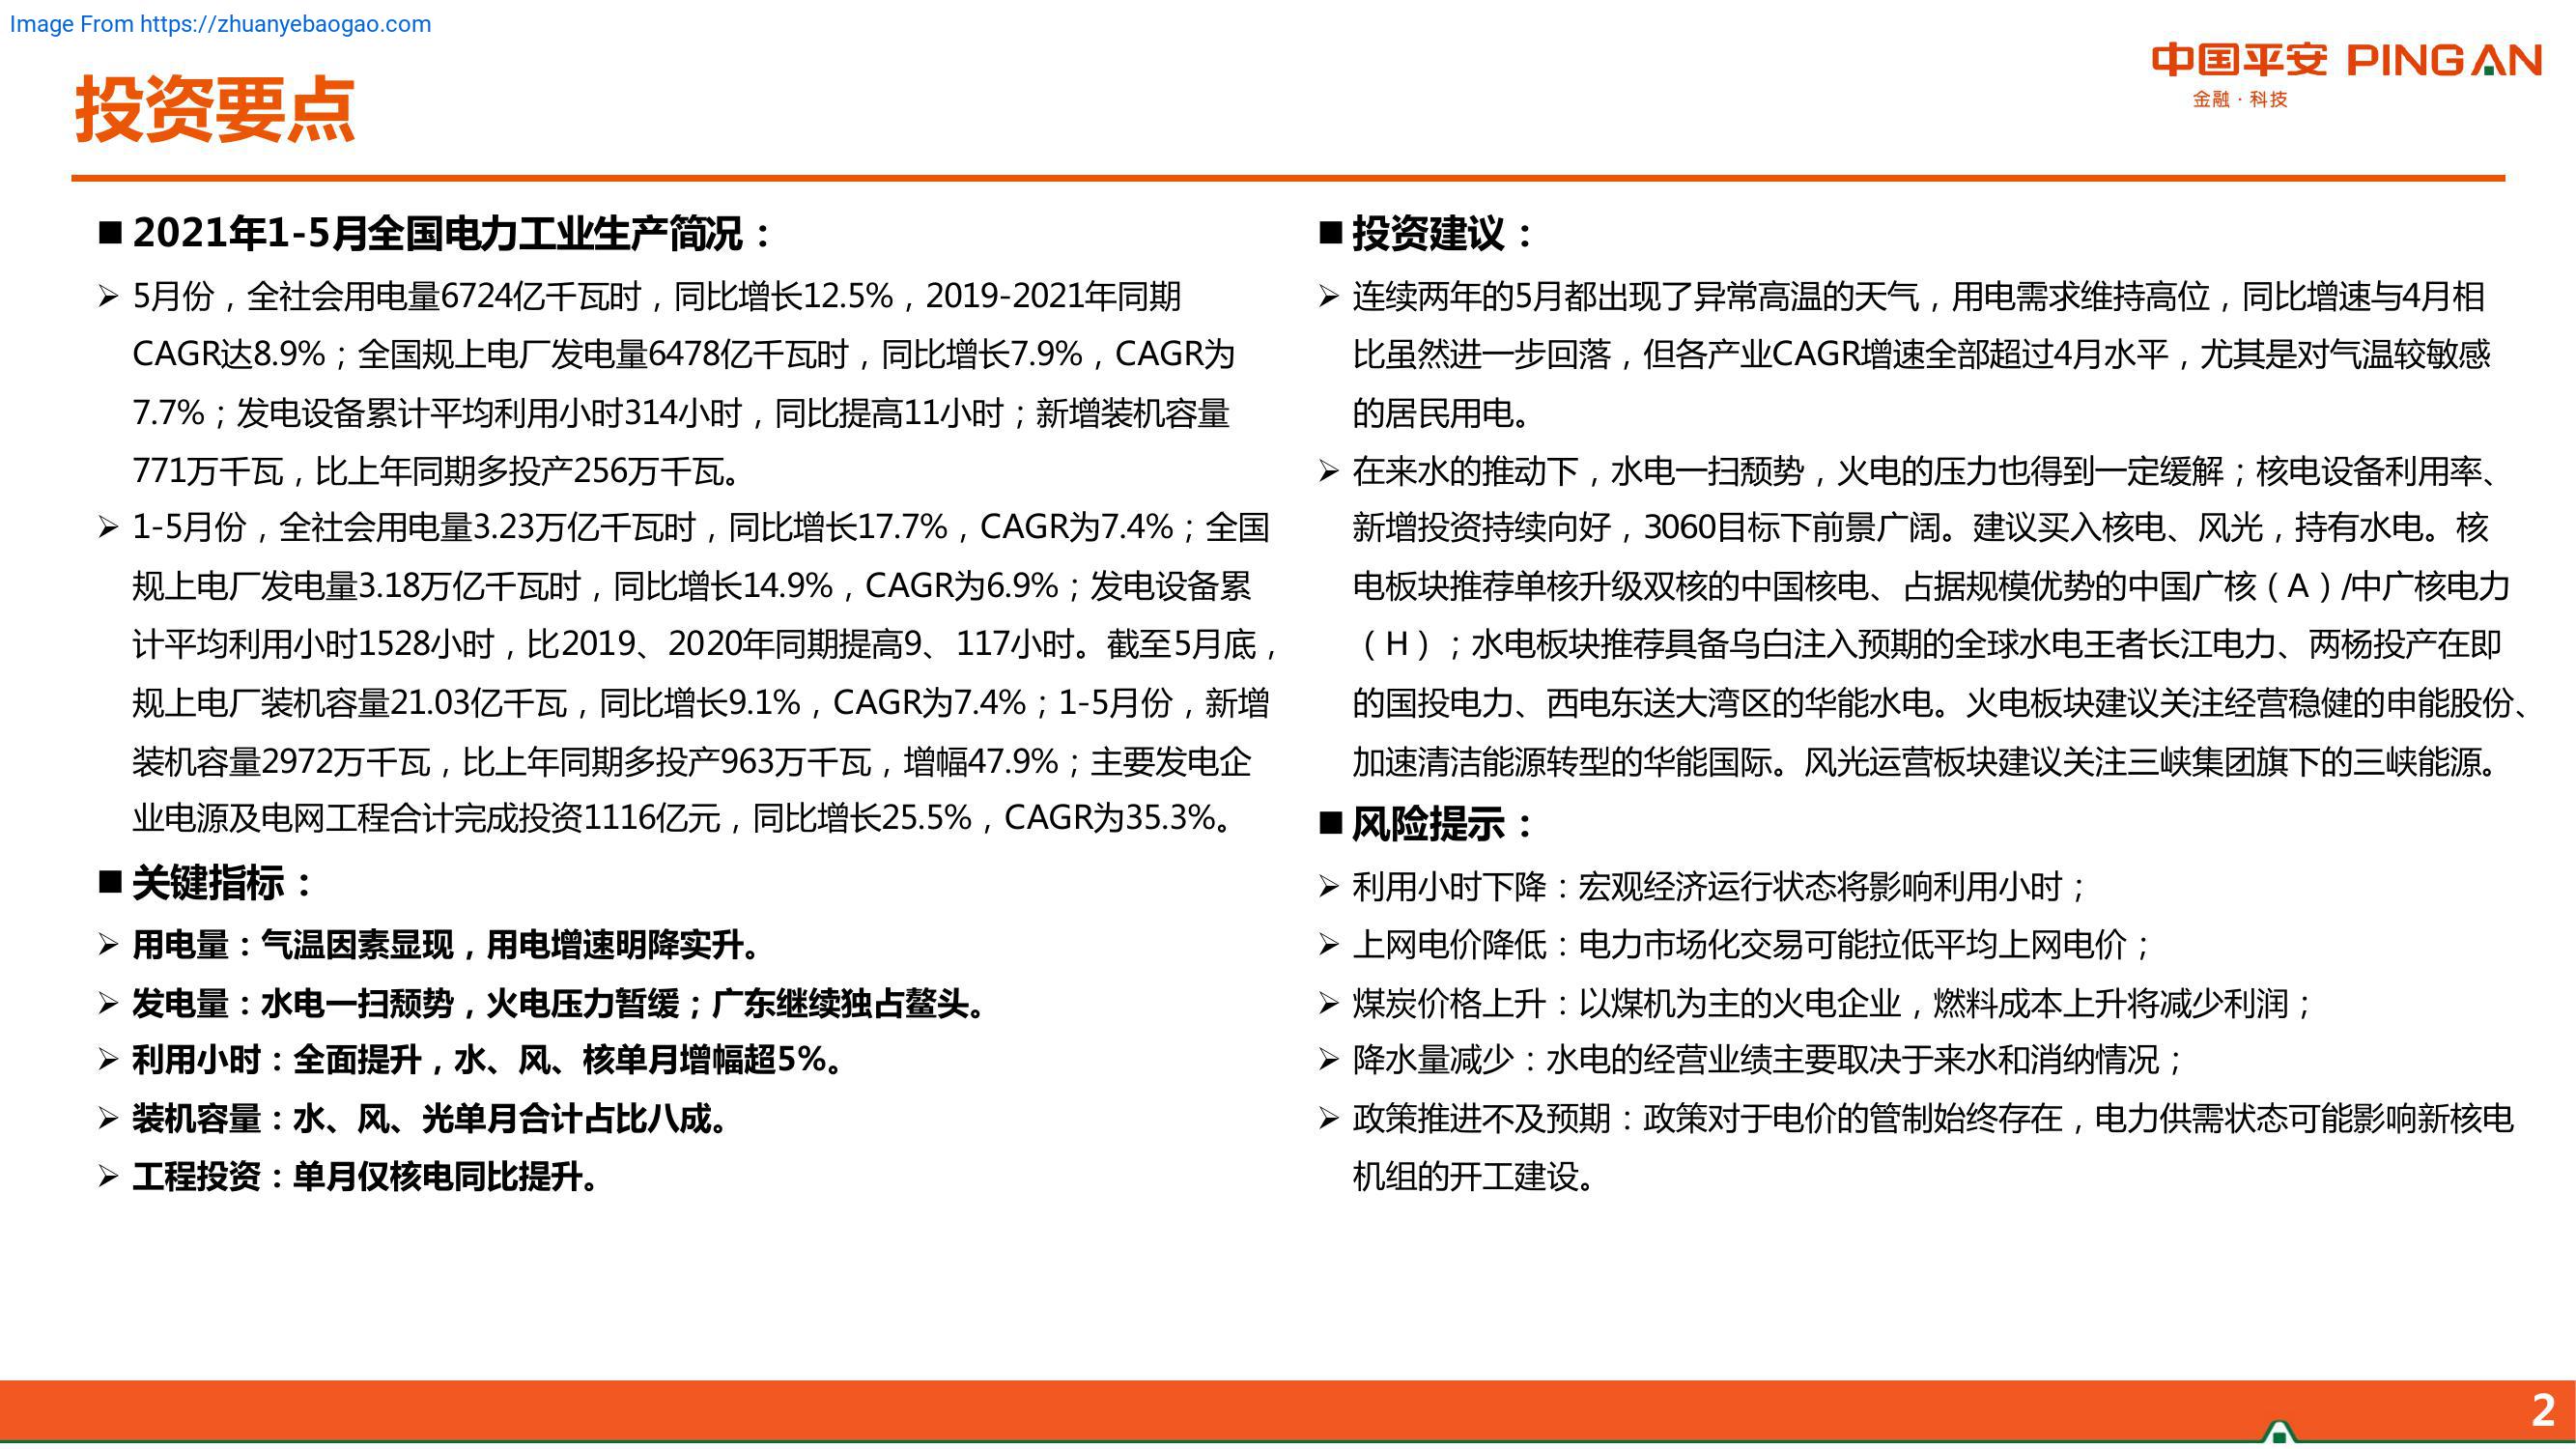 Image From https://zhuanyebaogao.com
中国平安 PINGAN
金融·科技
投资要点
■ 2021年1-5月全国电力工业生产简况：
➢ 5月份，全社会用电量6724亿千瓦时，同比增长12.5%，2019-2021年同期
CAGR达8.9%；全国规上电厂发电量6478亿千瓦时，同比增长7.9%，CAGR为
7.7%；发电设备累计平均利用小时314小时，同比提高11小时；新增装机容量
771万千瓦，比上年同期多投产256万千瓦。
➢ 1-5月份，全社会用电量3.23万亿千瓦时，同比增长17.7%，CAGR为7.4%；全国
规上电厂发电量3.18万亿千瓦时，同比增长14.9%，CAGR为6.9%；发电设备累
计平均利用小时1528小时，比2019、2020年同期提高9、117小时。截至5月底，
规上电厂装机容量21.03亿千瓦，同比增长9.1%，CAGR为7.4%；1-5月份，新增
装机容量2972万千瓦，比上年同期多投产963万千瓦，增幅47.9%；主要发电企
业电源及电网工程合计完成投资1116亿元，同比增长25.5%，CAGR为35.3%。
■ 关键指标：
➢ 用电量：气温因素显现，用电增速明降实升。
➢ 发电量：水电一扫颓势，火电压力暂缓；广东继续独占鳌头。
➢ 利用小时：全面提升，水、风、核单月增幅超5%。
➢ 装机容量：水、风、光单月合计占比八成。
➢ 工程投资：单月仅核电同比提升。
■ 投资建议：
➢ 连续两年的5月都出现了异常高温的天气，用电需求维持高位，同比增速与4月相
比虽然进一步回落，但各产业CAGR增速全部超过4月水平，尤其是对气温较敏感
的居民用电。
➢ 在来水的推动下，水电一扫颓势，火电的压力也得到一定缓解；核电设备利用率、
新增投资持续向好，3060目标下前景广阔。建议买入核电、风光，持有水电。核
电板块推荐单核升级双核的中国核电、占据规模优势的中国广核（A）/中广核电力
（H）；水电板块推荐具备乌白注入预期的全球水电王者长江电力、两杨投产在即
的国投电力、西电东送大湾区的华能水电。火电板块建议关注经营稳健的申能股份、
加速清洁能源转型的华能国际。风光运营板块建议关注三峡集团旗下的三峡能源。
■ 风险提示：
➢ 利用小时下降：宏观经济运行状态将影响利用小时；
➢ 上网电价降低：电力市场化交易可能拉低平均上网电价；
➢ 煤炭价格上升：以煤机为主的火电企业，燃料成本上升将减少利润；
➢ 降水量减少：水电的经营业绩主要取决于来水和消纳情况；
➢ 政策推进不及预期：政策对于电价的管制始终存在，电力供需状态可能影响新核电
机组的开工建设。
2